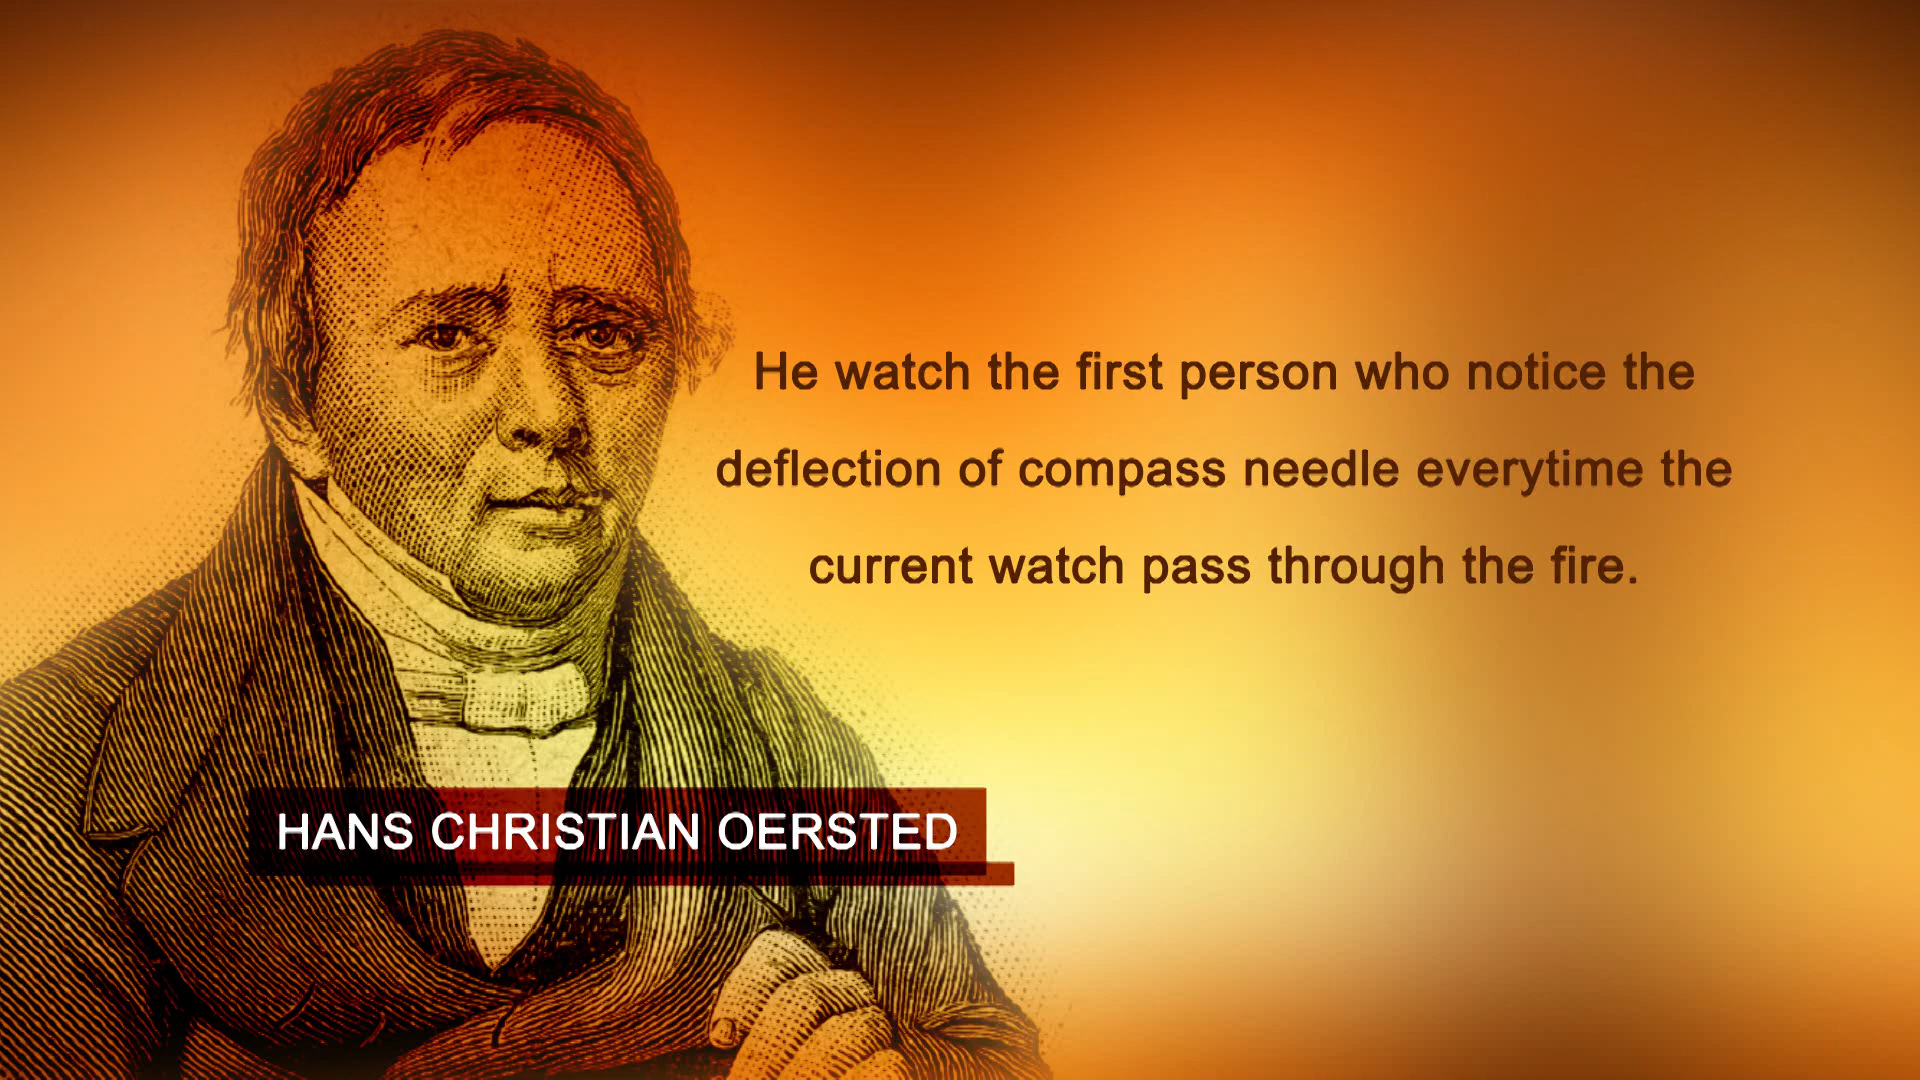 He watch the first person who notice the
deflection of compass needle everytime the
current watch pass through the fire.
HANS CHRISTIAN OERSTED